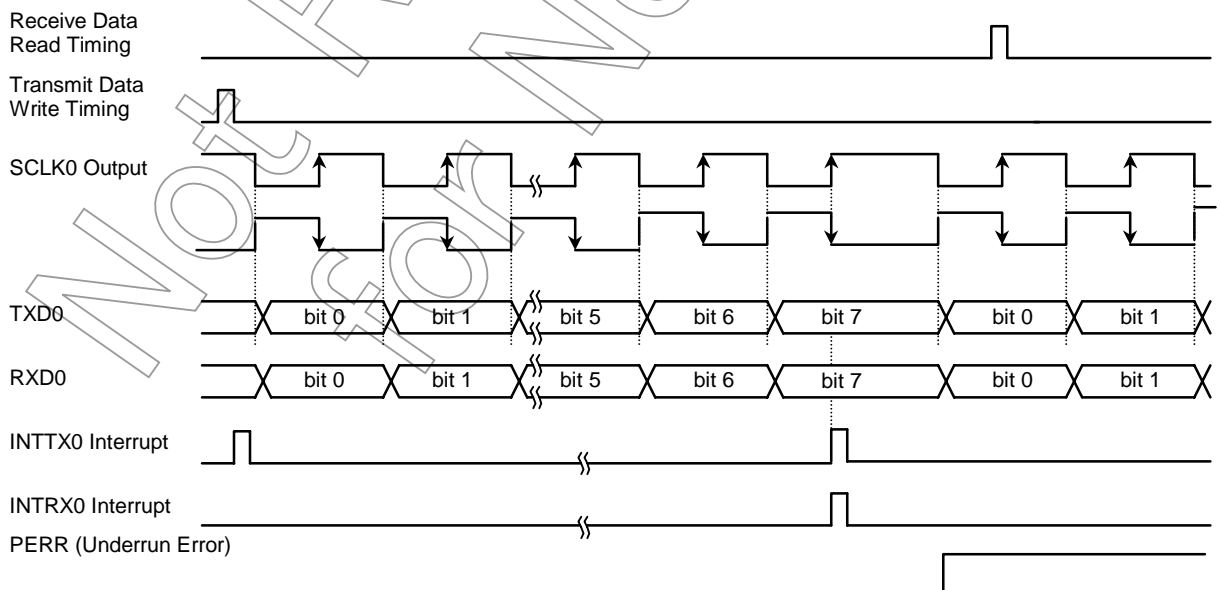 Receive Data
Read Timing
Transmit Data
Write Timing
SCLK0 Output
TXD0
bit 0 bit 1 bit 5 bit 6 bit 7 bit 0 bit 1
RXD0
bit 0 bit 1 bit 5 bit 6 bit 7 bit 0 bit 1
INTTX0 Interrupt
INTRX0 Interrupt
PERR (Underrun Error)
Not
for